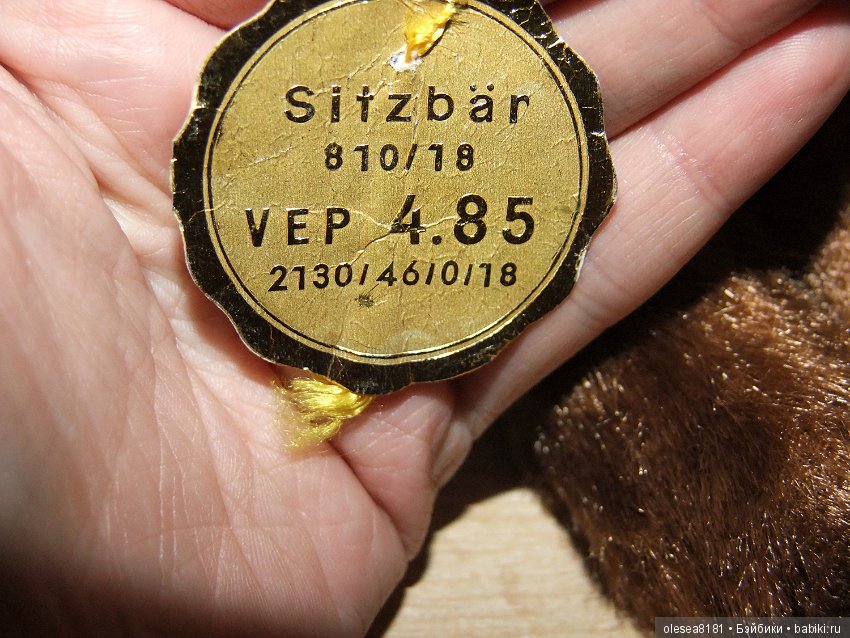 Sitzbär
810/18
VEP 4.85
2130/46/0/18
olesea8181 • Бэйбики • babiki.ru